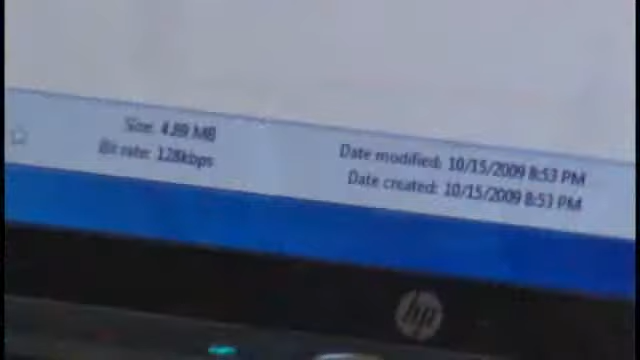 Size: 4.89 MB
Bit rate: 128kbps
Date modified: 10/15/2009 8:53 PM
Date created: 10/15/2009 8:53 PM
hp